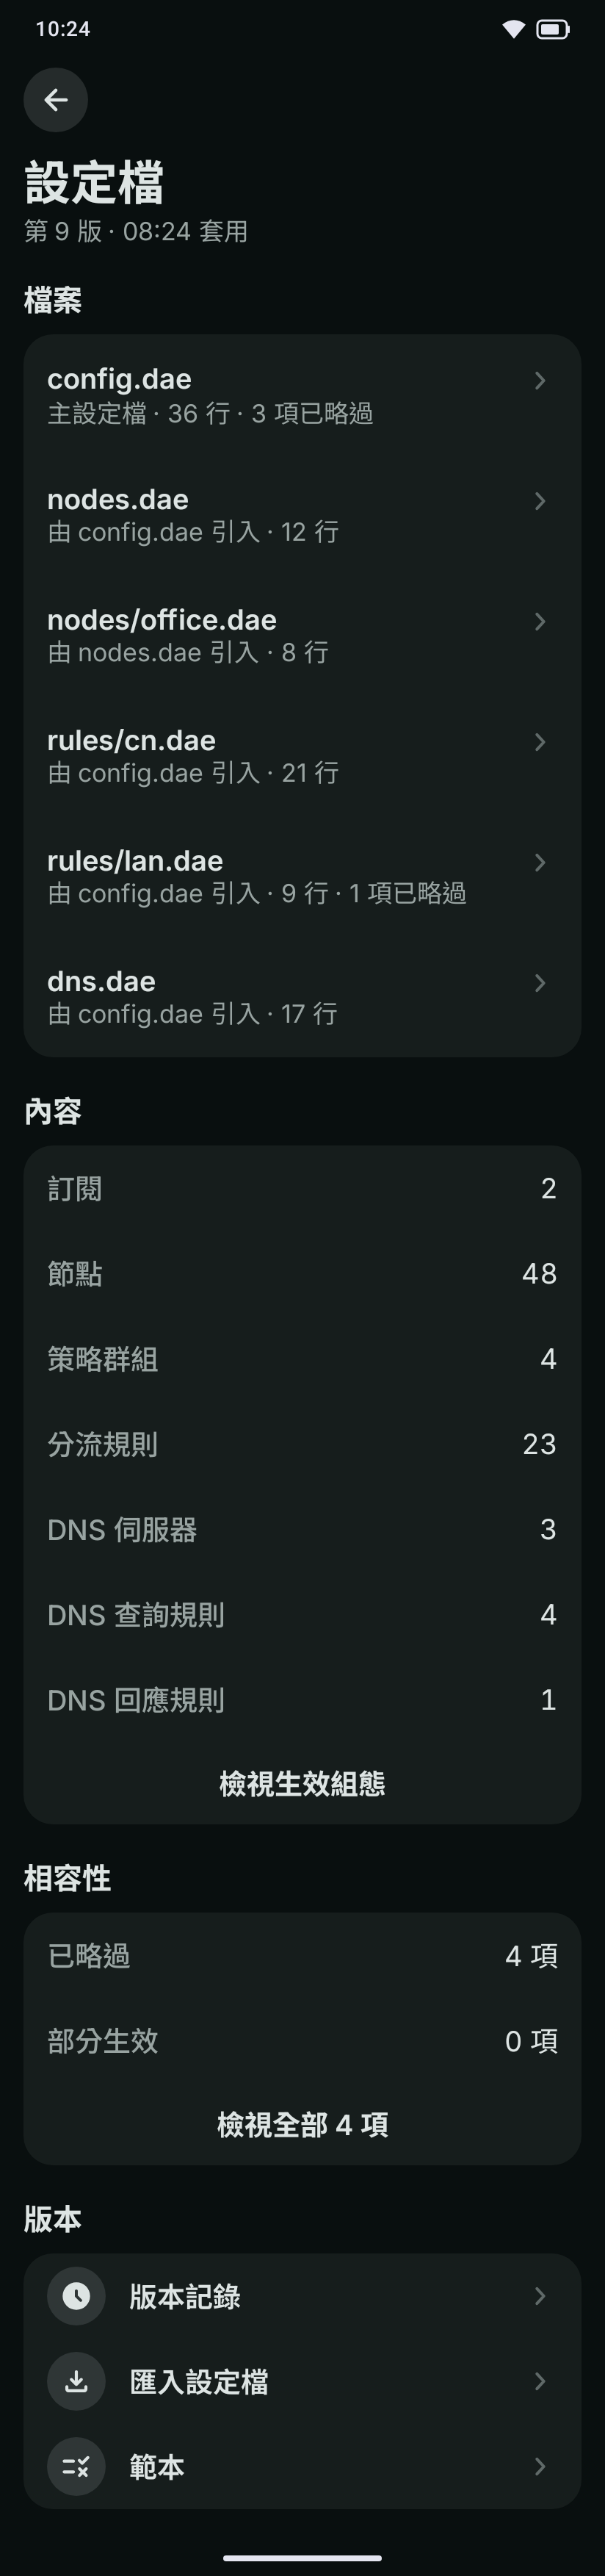 10:24
設定檔
第 9 版 · 08:24 套用
檔案
config.dae
主設定檔 · 36 行 · 3 項已略過
nodes.dae
由 config.dae 引入 · 12 行
nodes/office.dae
由 nodes.dae 引入 · 8 行
rules/cn.dae
由 config.dae 引入 · 21 行
rules/lan.dae
由 config.dae 引入 · 9 行 · 1 項已略過
dns.dae
由 config.dae 引入 · 17 行
內容
訂閱 2
節點 48
策略群組 4
分流規則 23
DNS 伺服器 3
DNS 查詢規則 4
DNS 回應規則 1
檢視生效組態
相容性
已略過 4 項
部分生效 0 項
檢視全部 4 項
版本
版本記錄
匯入設定檔
範本